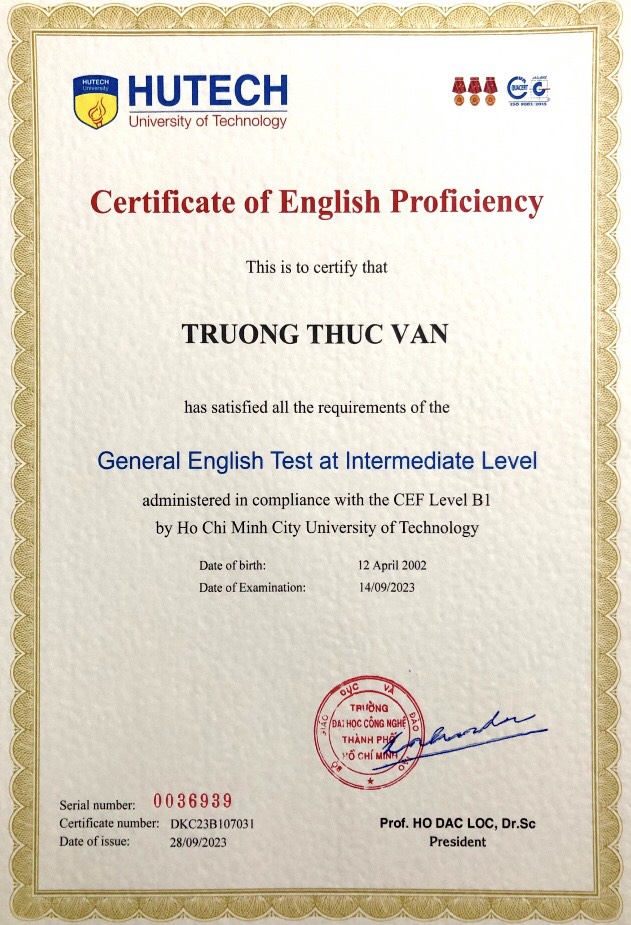 HUTECH
University
HUTECH
University of Technology
QUACERT
ISO 9001:2015
Certificate of English Proficiency
This is to certify that
TRUONG THUC VAN
has satisfied all the requirements of the
General English Test at Intermediate Level
administered in compliance with the CEF Level B1
by Ho Chi Minh City University of Technology
Date of birth: 12 April 2002
Date of Examination: 14/09/2023
BỘ GIÁO DỤC VÀ ĐÀO TẠO
TRƯỜNG
ĐẠI HỌC CÔNG NGHỆ
THÀNH PHỐ
HỒ CHÍ MINH
Serial number: 0036939
Certificate number: DKC23B107031
Date of issue: 28/09/2023
Prof. HO DAC LOC, Dr.Sc
President